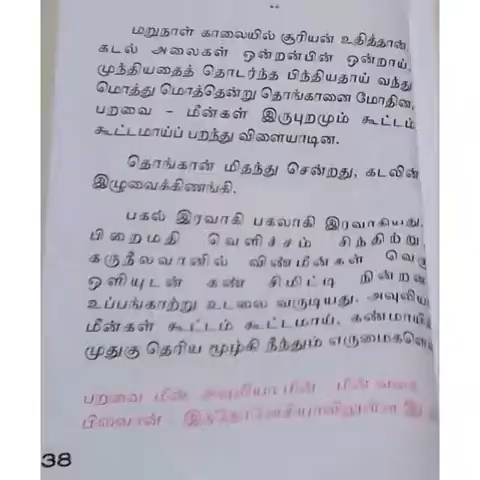 மறுநாள் காலையில் சூரியன் உதித்தான்.
கடல் அலைகள் ஒன்றன்பின் ஒன்றாய்,
முந்தியதைத் தொடர்ந்த பிந்தியதாய் வந்து
மொத்து மொத்தென்று தொங்கானை மோதின.
பறவை – மீன்கள் இருபுறமும் கூட்டம்
கூட்டமாய்ப் பறந்து விளையாடின.
தொங்கான் மிதந்து சென்றது, கடலின்
இழுவைக்கிணங்கி.
பகல் இரவாகி பகலாகி இரவாகியது.
பிறைமதி வெளிச்சம் சிந்திற்று
கருநீலவானில் விண்மீன்கள்
ஒளியுடன் கண் சிமிட்டி
உப்பங்காற்று உடலை வருடியது.
மீன்கள் கூட்டம் கூட்டமாய்,
முதுகு தெரிய மூழ்கி நீந்தும்
பறவை மீன்
38